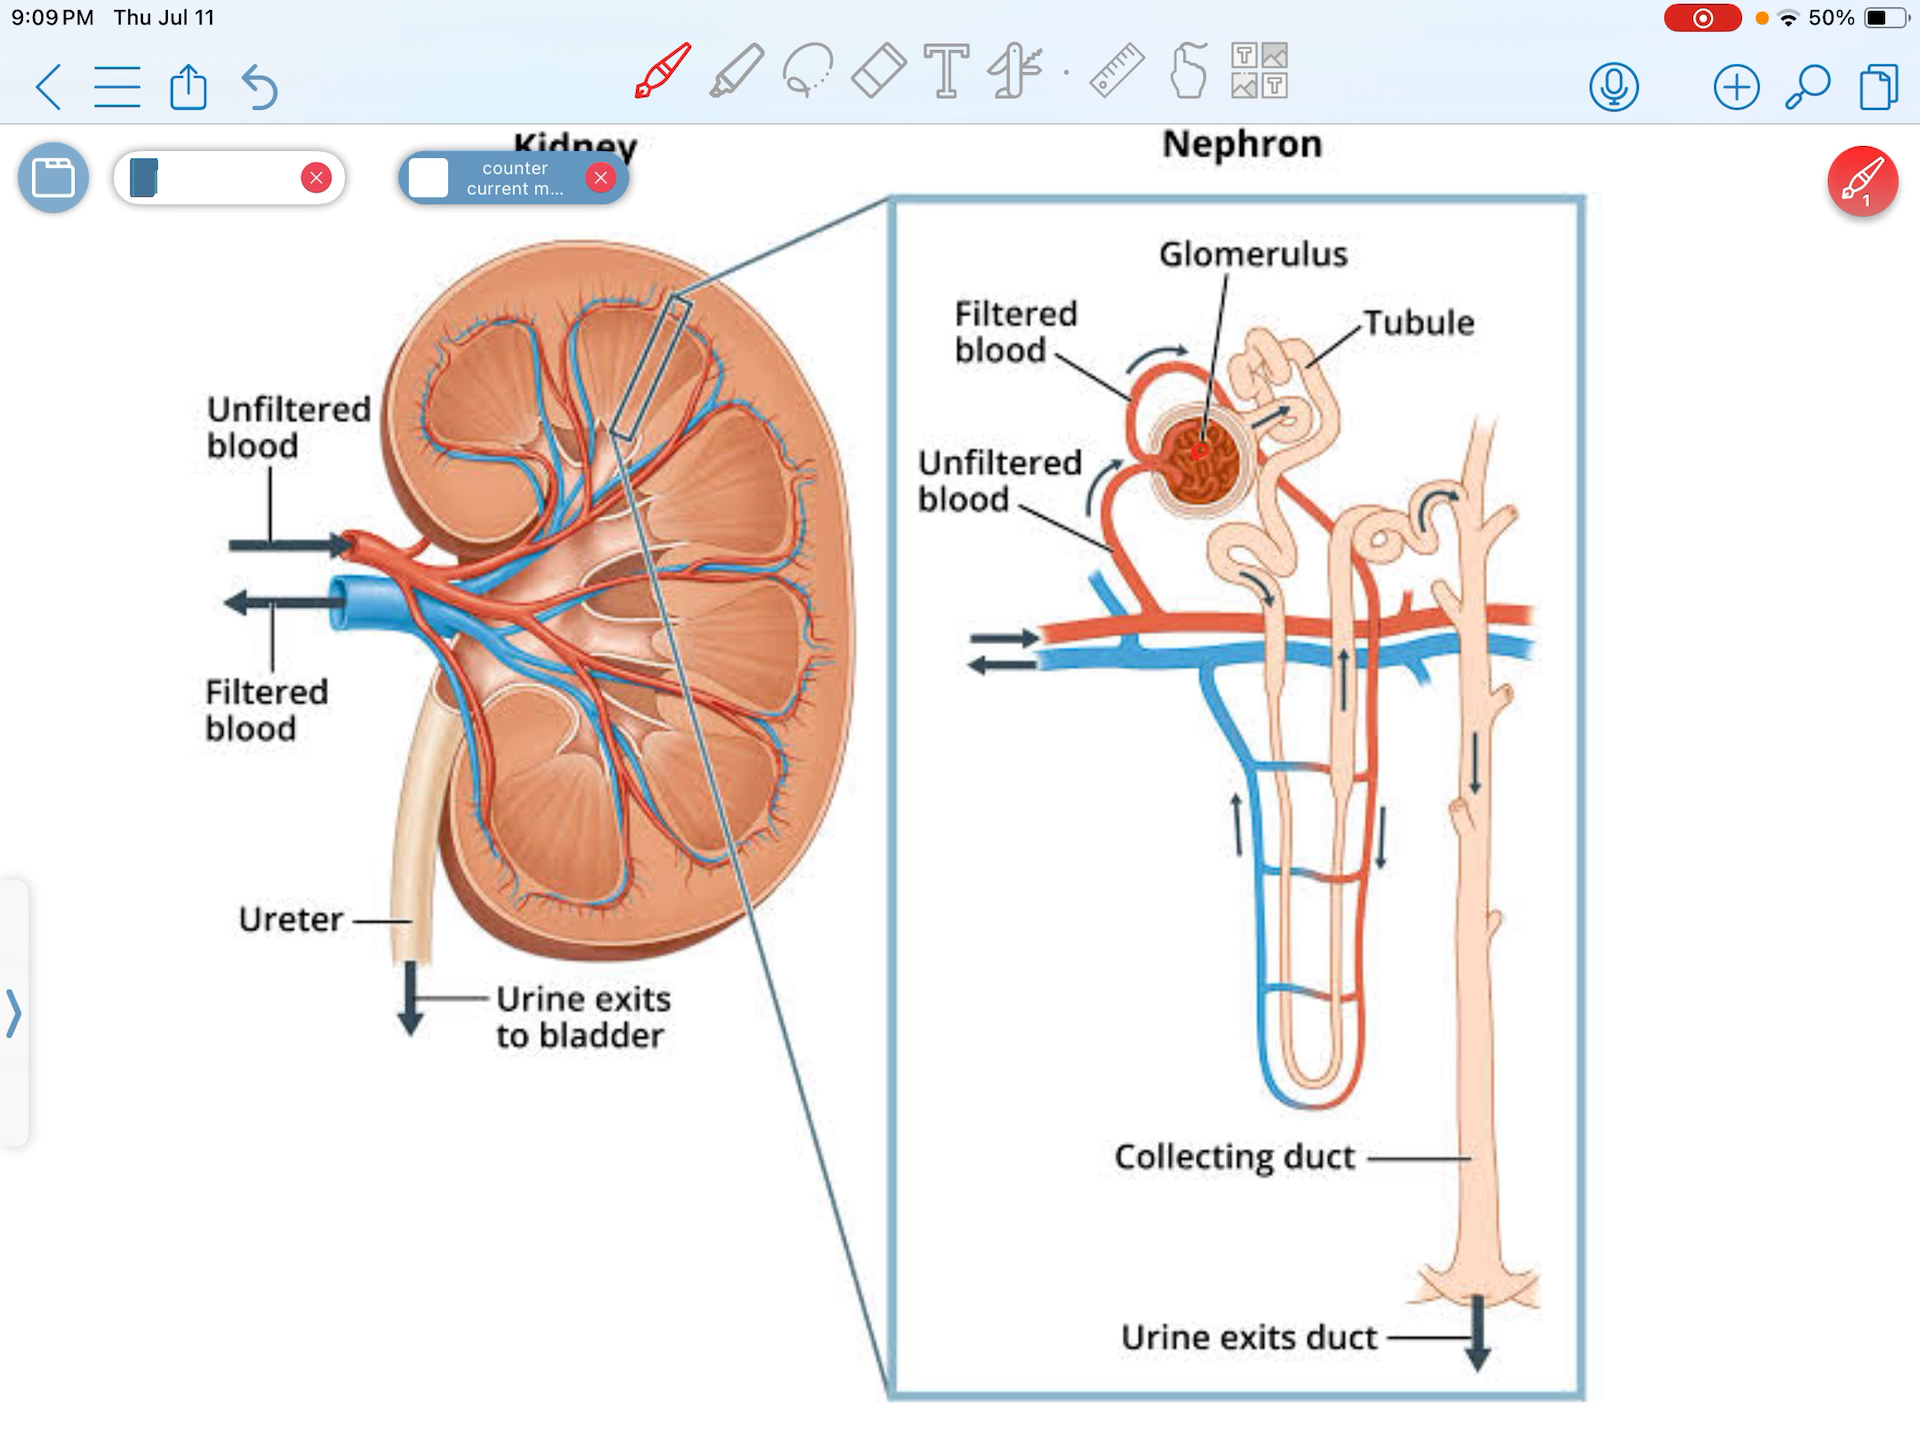 9:09 PM Thu Jul 11
50%
Kidney
Nephron
counter
current m...
1
Glomerulus
Filtered
blood
Tubule
Unfiltered
blood
Unfiltered
blood
Filtered
blood
Ureter
Urine exits
to bladder
Collecting duct
Urine exits duct